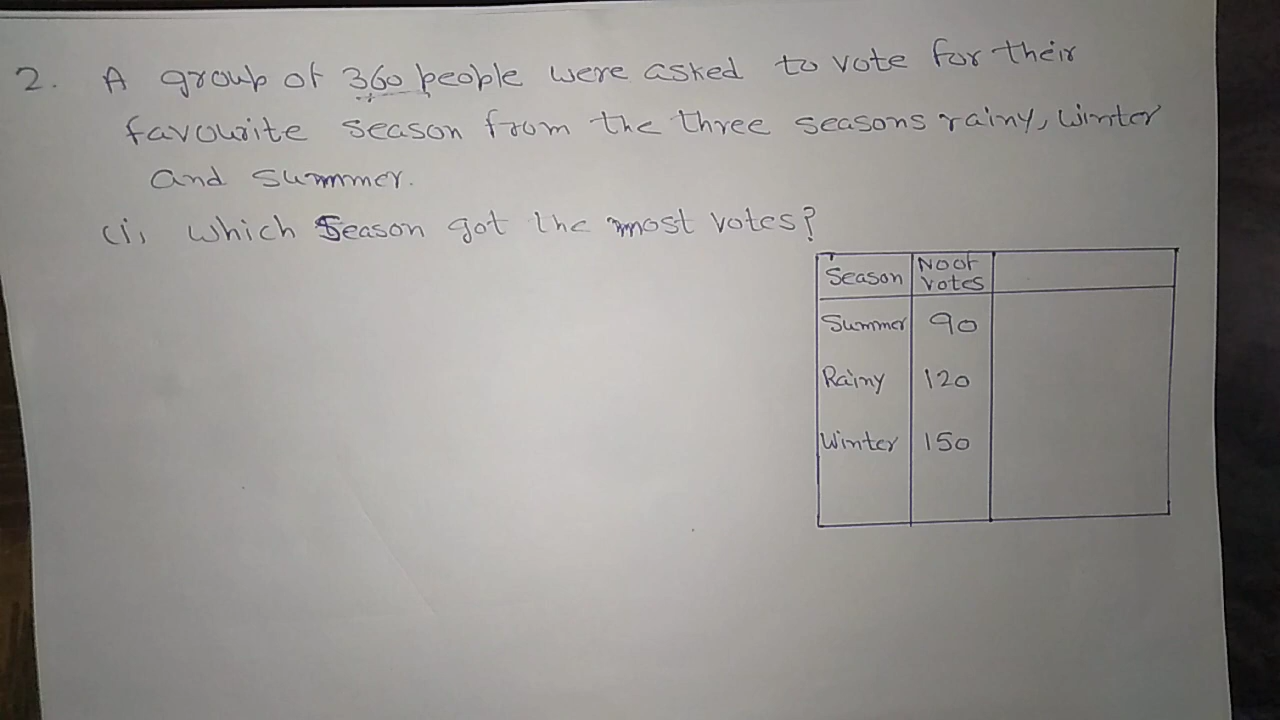 2. A group of 360 people were asked to vote for their
favourite season from the three seasons rainy, winter
and summer.
(i, which Season got the most votes?
Season No of votes
Summer 90
Rainy 120
Winter 150